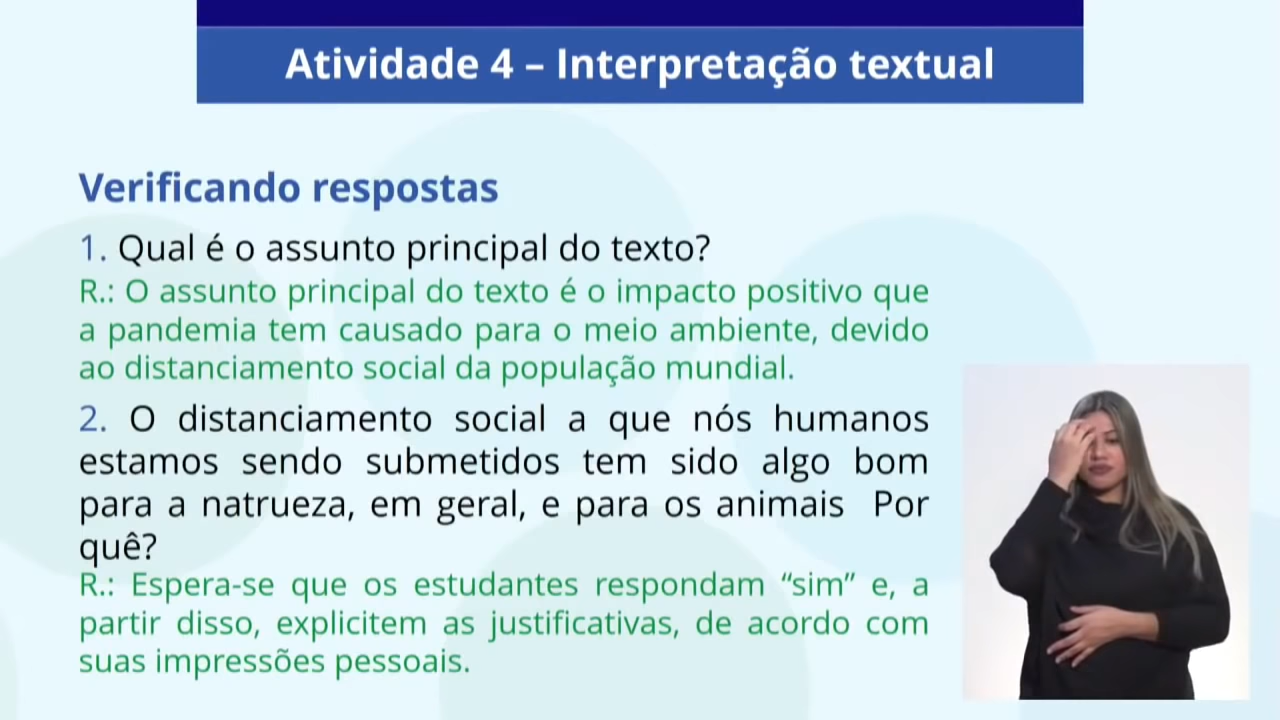 Atividade 4 – Interpretação textual
Verificando respostas
1. Qual é o assunto principal do texto?
R.: O assunto principal do texto é o impacto positivo que
a pandemia tem causado para o meio ambiente, devido
ao distanciamento social da população mundial.
2. O distanciamento social a que nós humanos
estamos sendo submetidos tem sido algo bom
para a natrueza, em geral, e para os animais  Por
quê?
R.: Espera-se que os estudantes respondam “sim” e, a
partir disso, explicitem as justificativas, de acordo com
suas impressões pessoais.